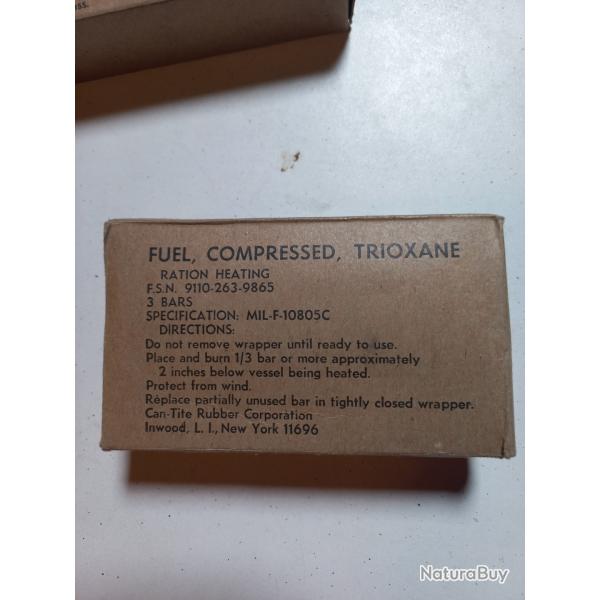 ss.
FUEL, COMPRESSED, TRIOXANE
RATION HEATING
F.S.N. 9110-263-9865
3 BARS
SPECIFICATION: MIL-F-10805C
DIRECTIONS:
Do not remove wrapper until ready to use.
Place and burn 1/3 bar or more approximately
2 inches below vessel being heated.
Protect from wind.
Replace partially unused bar in tightly closed wrapper.
Can-Tite Rubber Corporation
Inwood, L. I., New York 11696
NaturaBuy